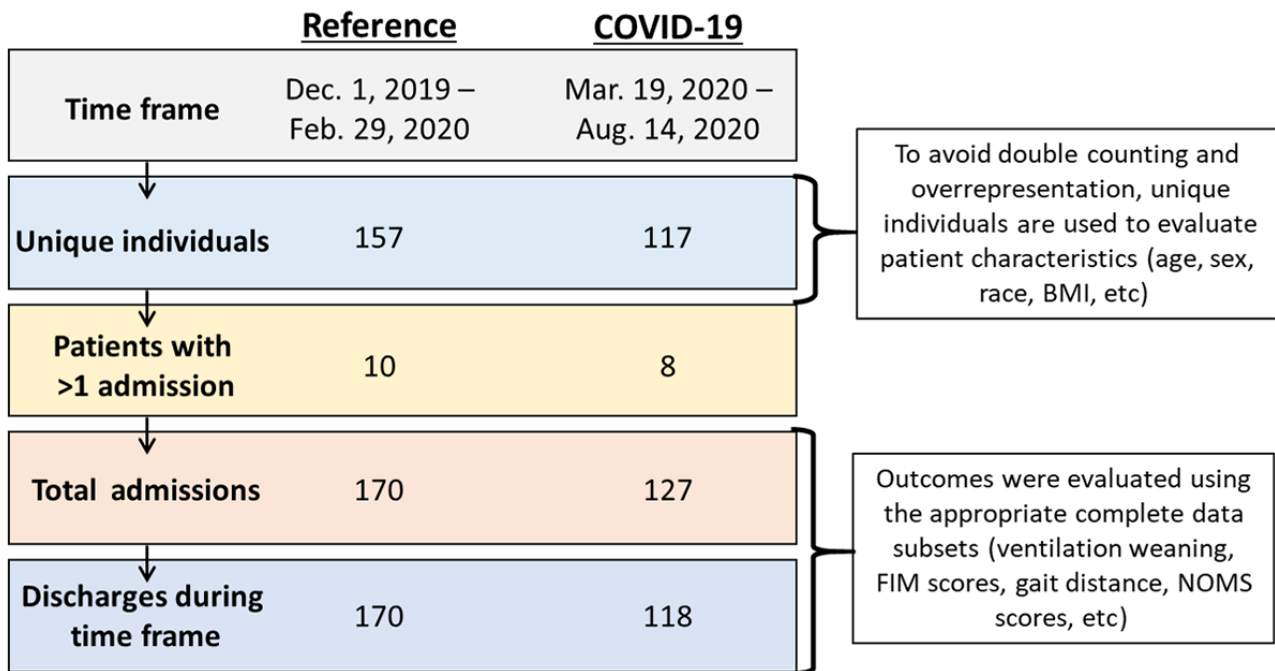 Reference COVID-19
Time frame
Dec. 1, 2019 –
Feb. 29, 2020
Mar. 19, 2020 –
Aug. 14, 2020
Unique individuals 157 117
To avoid double counting and
overrepresentation, unique
individuals are used to evaluate
patient characteristics (age, sex,
race, BMI, etc)
Patients with
>1 admission
10 8
Total admissions 170 127
Discharges during
time frame
170 118
Outcomes were evaluated using
the appropriate complete data
subsets (ventilation weaning,
FIM scores, gait distance, NOMS
scores, etc)